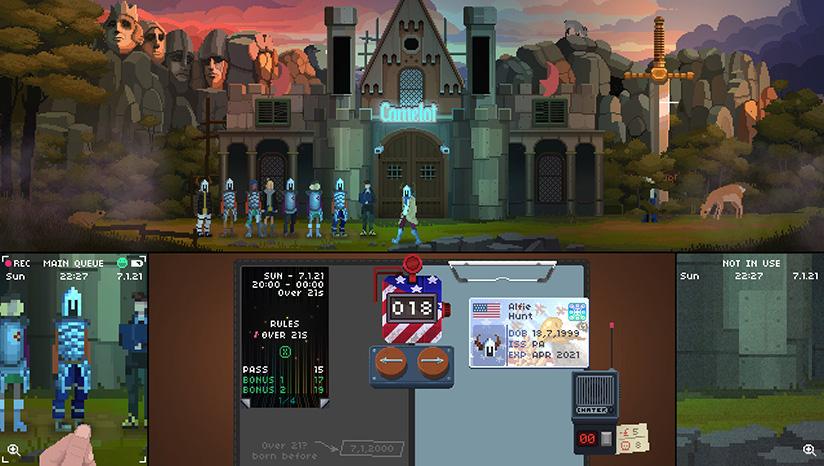 Camelot
REC MAIN QUEUE
Sun 22:27 7.1.21
SUN - 7.1.21
20:00 - 00:00
Over 21s
RULES
OVER 21S
PASS 15
BONUS 1 17
BONUS 2 19
1/4
018
Alfie
Hunt
DOB 18.7.1999
ISS PA
EXP APR 2021
Over 21?
born before
7.1.2000
00
-£ 5
8
NOT IN USE
Sun 22:27 7.1.21